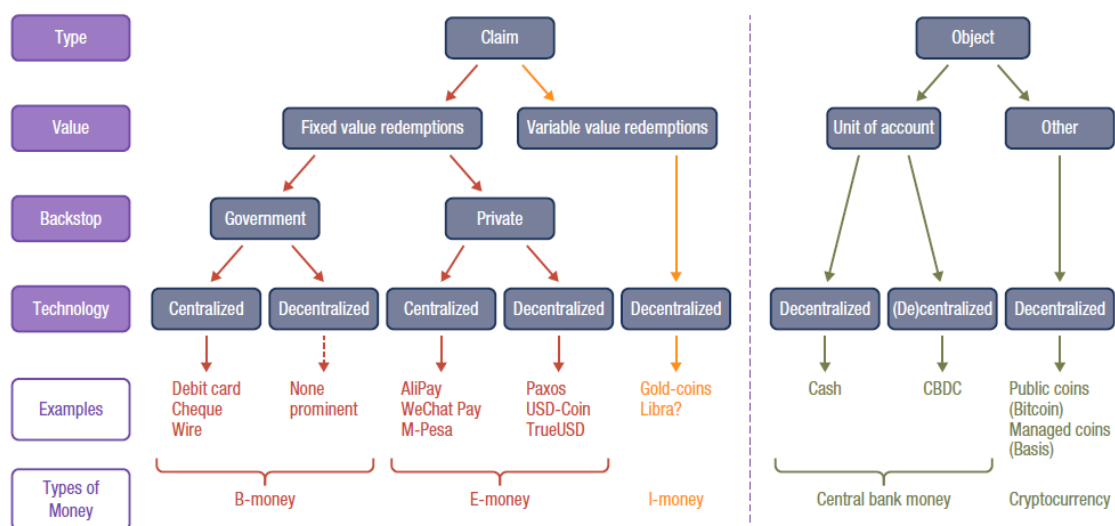 Type
Claim
Object
Value
Fixed value redemptions
Variable value redemptions
Unit of account
Other
Backstop
Government
Private
Technology
Centralized
Decentralized
Centralized
Decentralized
Decentralized
Decentralized
(De)centralized
Decentralized
Examples
Debit card
Cheque
Wire
None
prominent
AliPay
WeChat Pay
M-Pesa
Paxos
USD-Coin
TrueUSD
Gold-coins
Libra?
Cash
CBDC
Public coins
(Bitcoin)
Managed coins
(Basis)
Types of
Money
B-money
E-money
I-money
Central bank money
Cryptocurrency